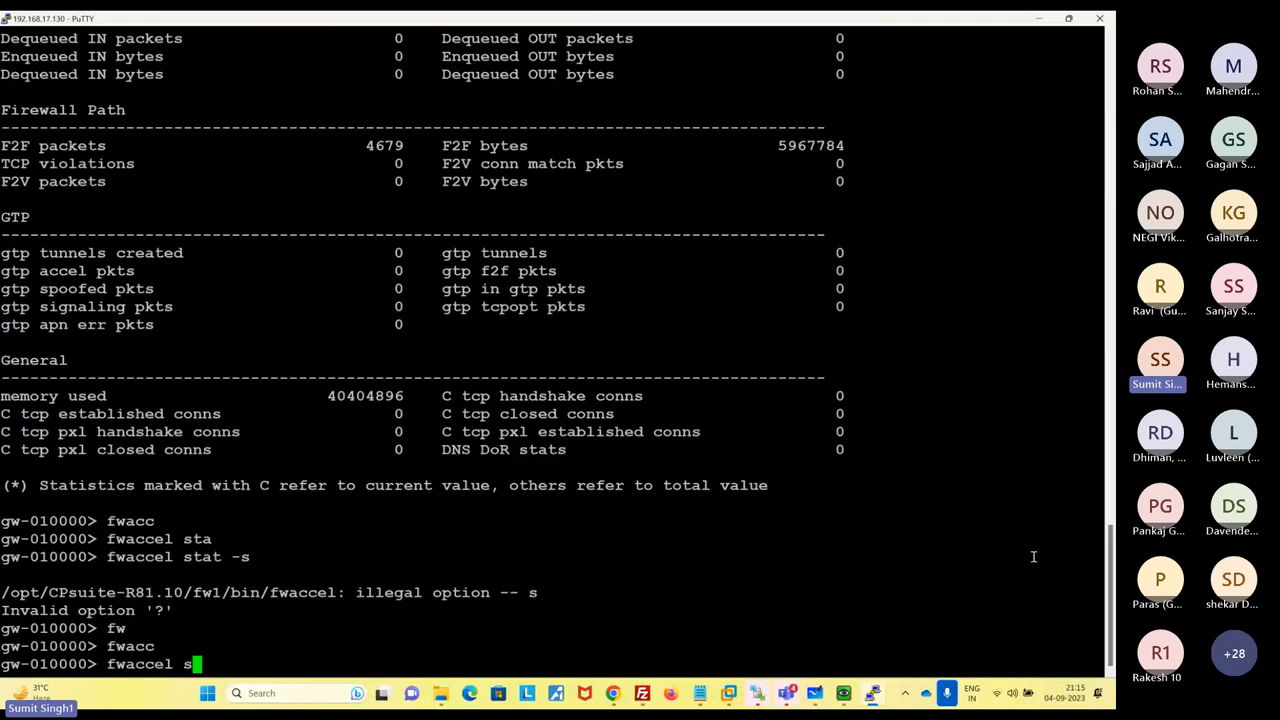 192.168.17.130 - PuTTY
Dequeued IN packets 0 Dequeued OUT packets 0
Enqueued IN bytes 0 Enqueued OUT bytes 0
Dequeued IN bytes 0 Dequeued OUT bytes 0
Firewall Path
--------------------------------------------------------------------------------------
F2F packets 4679 F2F bytes 5967784
TCP violations 0 F2V conn match pkts 0
F2V packets 0 F2V bytes 0
GTP
--------------------------------------------------------------------------------------
gtp tunnels created 0 gtp tunnels 0
gtp accel pkts 0 gtp f2f pkts 0
gtp spoofed pkts 0 gtp in gtp pkts 0
gtp signaling pkts 0 gtp tcpopt pkts 0
gtp apn err pkts 0
General
--------------------------------------------------------------------------------------
memory used 40404896 C tcp handshake conns 0
C tcp established conns 0 C tcp closed conns 0
C tcp pxl handshake conns 0 C tcp pxl established conns 0
C tcp pxl closed conns 0 DNS DoR stats 0
(*) Statistics marked with C refer to current value, others refer to total value
gw-010000> fwacc
gw-010000> fwaccel sta
gw-010000> fwaccel stat -s
/opt/CPsuite-R81.10/fw1/bin/fwaccel: illegal option -- s
Invalid option '?'
gw-010000> fw
gw-010000> fwacc
gw-010000> fwaccel s
RS M
Rohan S... Mahendr...
SA GS
Sajjad A... Gagan S...
NO KG
NEGI Vik... Galhotra...
R SS
Ravi (Gu... Sanjay S...
SS H
Sumit Si... Hemans...
RD L
Dhiman, ... Luvleen (...
PG DS
Pankaj G... Davende...
P SD
Paras (G... shekar D...
R1 +28
Rakesh 10
31°C
Haze
Search
4
ENG
IN
21:15
04-09-2023
Sumit Singh1